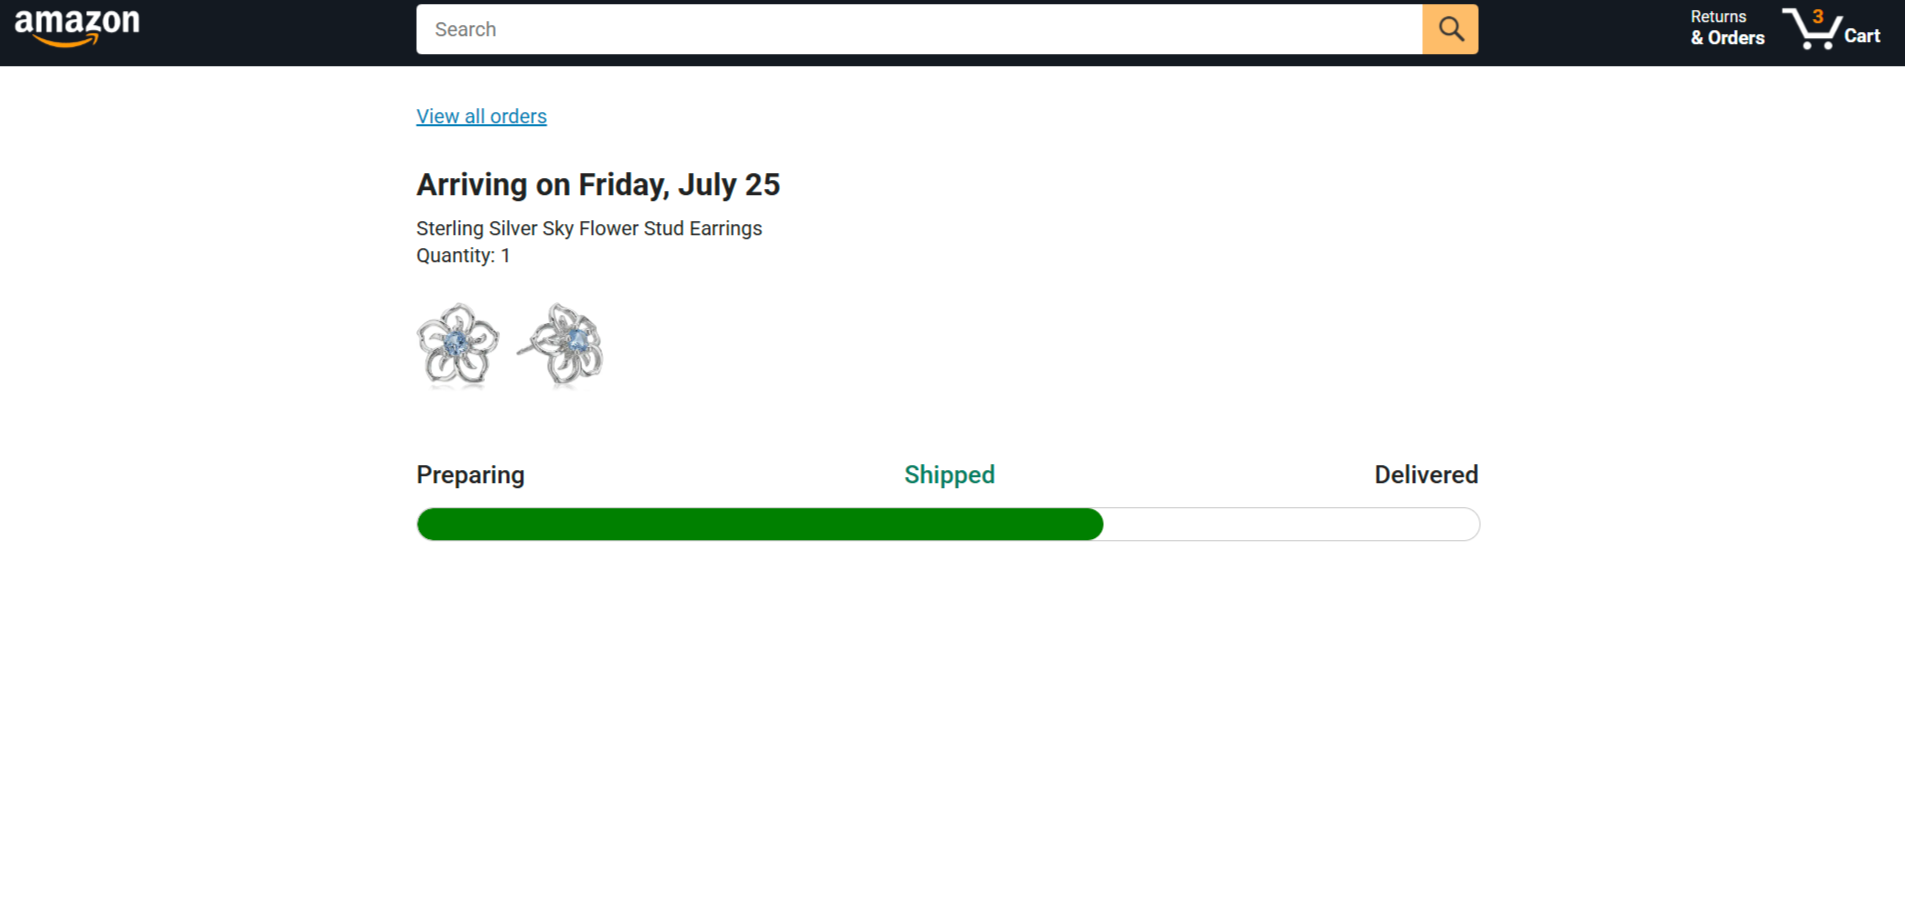 amazon
Search
Returns
& Orders
3
Cart
View all orders
Arriving on Friday, July 25
Sterling Silver Sky Flower Stud Earrings
Quantity: 1
Preparing
Shipped
Delivered